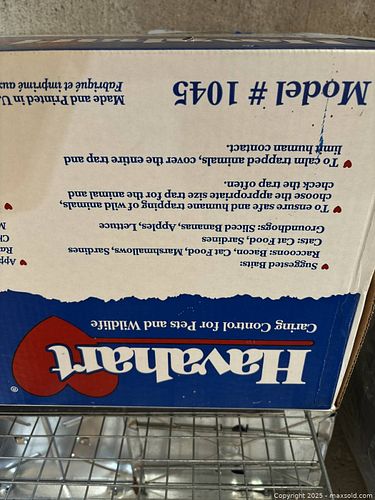 Havahart
®
Caring Control for Pets and Wildlife
Suggested Baits:
Raccoons: Bacon, Cat Food, Marshmallows, Sardines
Cats: Cat Food, Sardines
Groundhogs: Sliced Bananas, Apples, Lettuce
To ensure safe and humane trapping of wild animals,
choose the appropriate size trap for the animal and
check the trap often.
To calm trapped animals, cover the entire trap and
limit human contact.
Model # 1045
Made and Printed in U.
Fabriqué et imprimé aux
Copyright 2025 - maxsold.com